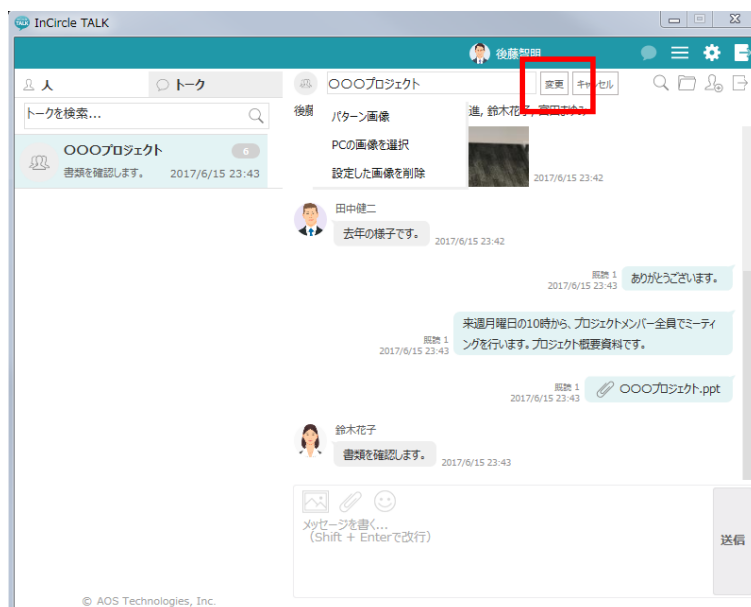 InCircle TALK
後藤智明
人
トーク
トークを検索...
〇〇〇プロジェクト
6
書類を確認します。 2017/6/15 23:43
〇〇〇プロジェクト
変更
キャンセル
進, 鈴木花子,
パターン画像
PCの画像を選択
設定した画像を削除
2017/6/15 23:42
田中健二
去年の様子です。
2017/6/15 23:42
既読 1
2017/6/15 23:43
ありがとうございます。
来週月曜日の10時から、プロジェクトメンバー全員でミーティ
ングを行います。プロジェクト概要資料です。
既読 1
2017/6/15 23:43
既読 1
2017/6/15 23:43
〇〇〇プロジェクト.ppt
鈴木花子
書類を確認します。
2017/6/15 23:43
メッセージを書く...
(Shift + Enterで改行)
送信
© AOS Technologies, Inc.